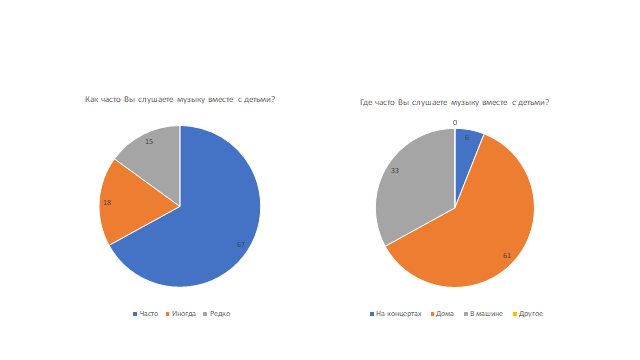 Как часто Вы слушаете музыку вместе с детьми?
15
18
67
Часто Иногда Редко
Где часто Вы слушаете музыку вместе с детьми?
0
6
33
61
На концертах Дома В машине Другое